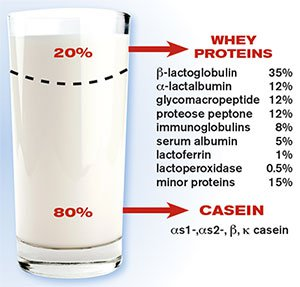 20%
WHEY
PROTEINS
β-lactoglobulin 35%
α-lactalbumin 12%
glycomacropeptide 12%
proteose peptone 12%
immunoglobulins 8%
serum albumin 5%
lactoferrin 1%
lactoperoxidase 0.5%
minor proteins 15%
80%
CASEIN
αs1-,αs2-, β, κ casein